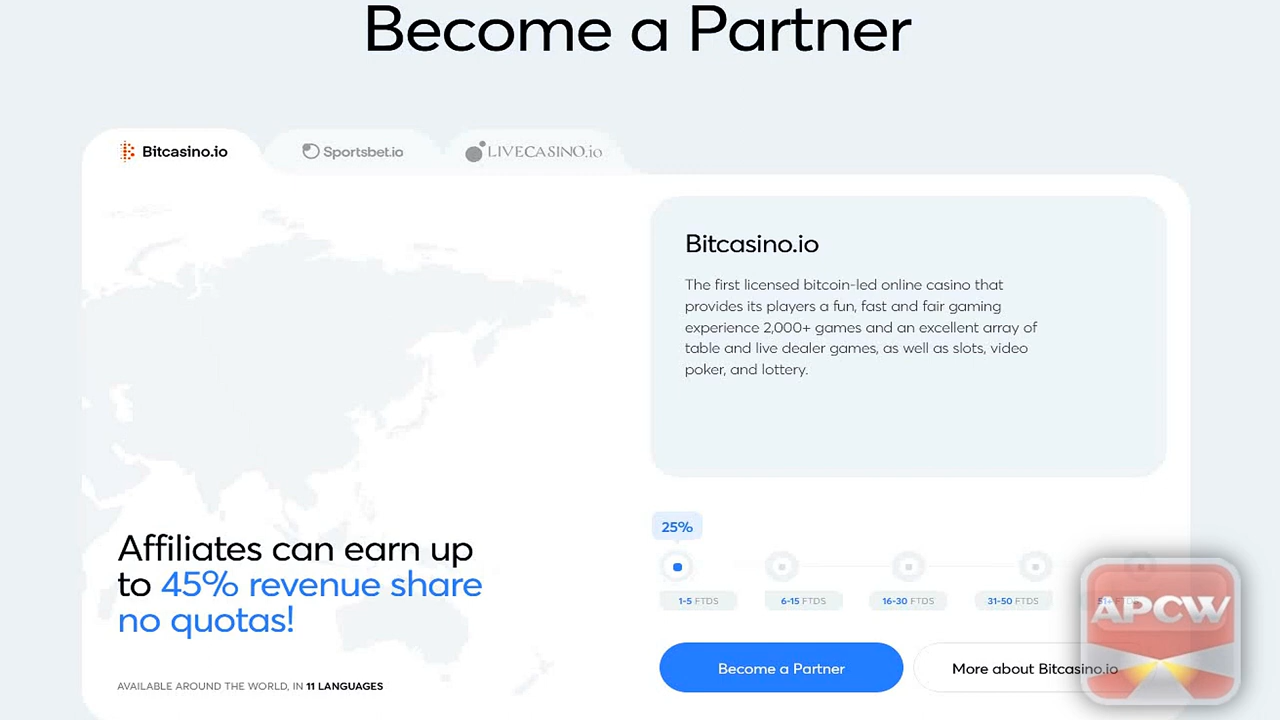 Become a Partner
Bitcasino.io
Sportsbet.io
LIVECASINO.io
Bitcasino.io
The first licensed bitcoin-led online casino that
provides its players a fun, fast and fair gaming
experience 2,000+ games and an excellent array of
table and live dealer games, as well as slots, video
poker, and lottery.
Affiliates can earn up
to 45% revenue share
no quotas!
AVAILABLE AROUND THE WORLD, IN 11 LANGUAGES
25%
1-5 FTDS
6-15 FTDS
16-30 FTDS
31-50 FTDS
APCW
Become a Partner
More about Bitcasino.io